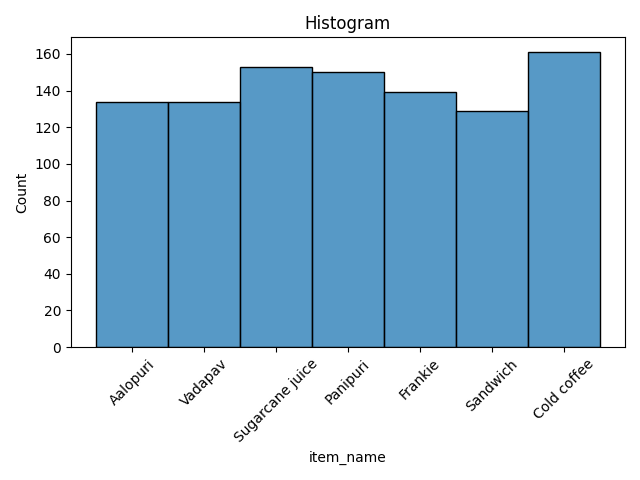 Histogram
Count
160
140
120
100
80
60
40
20
0
Aalopuri
Vadapav
Sugarcane juice
Panipuri
Frankie
Sandwich
Cold coffee
item_name